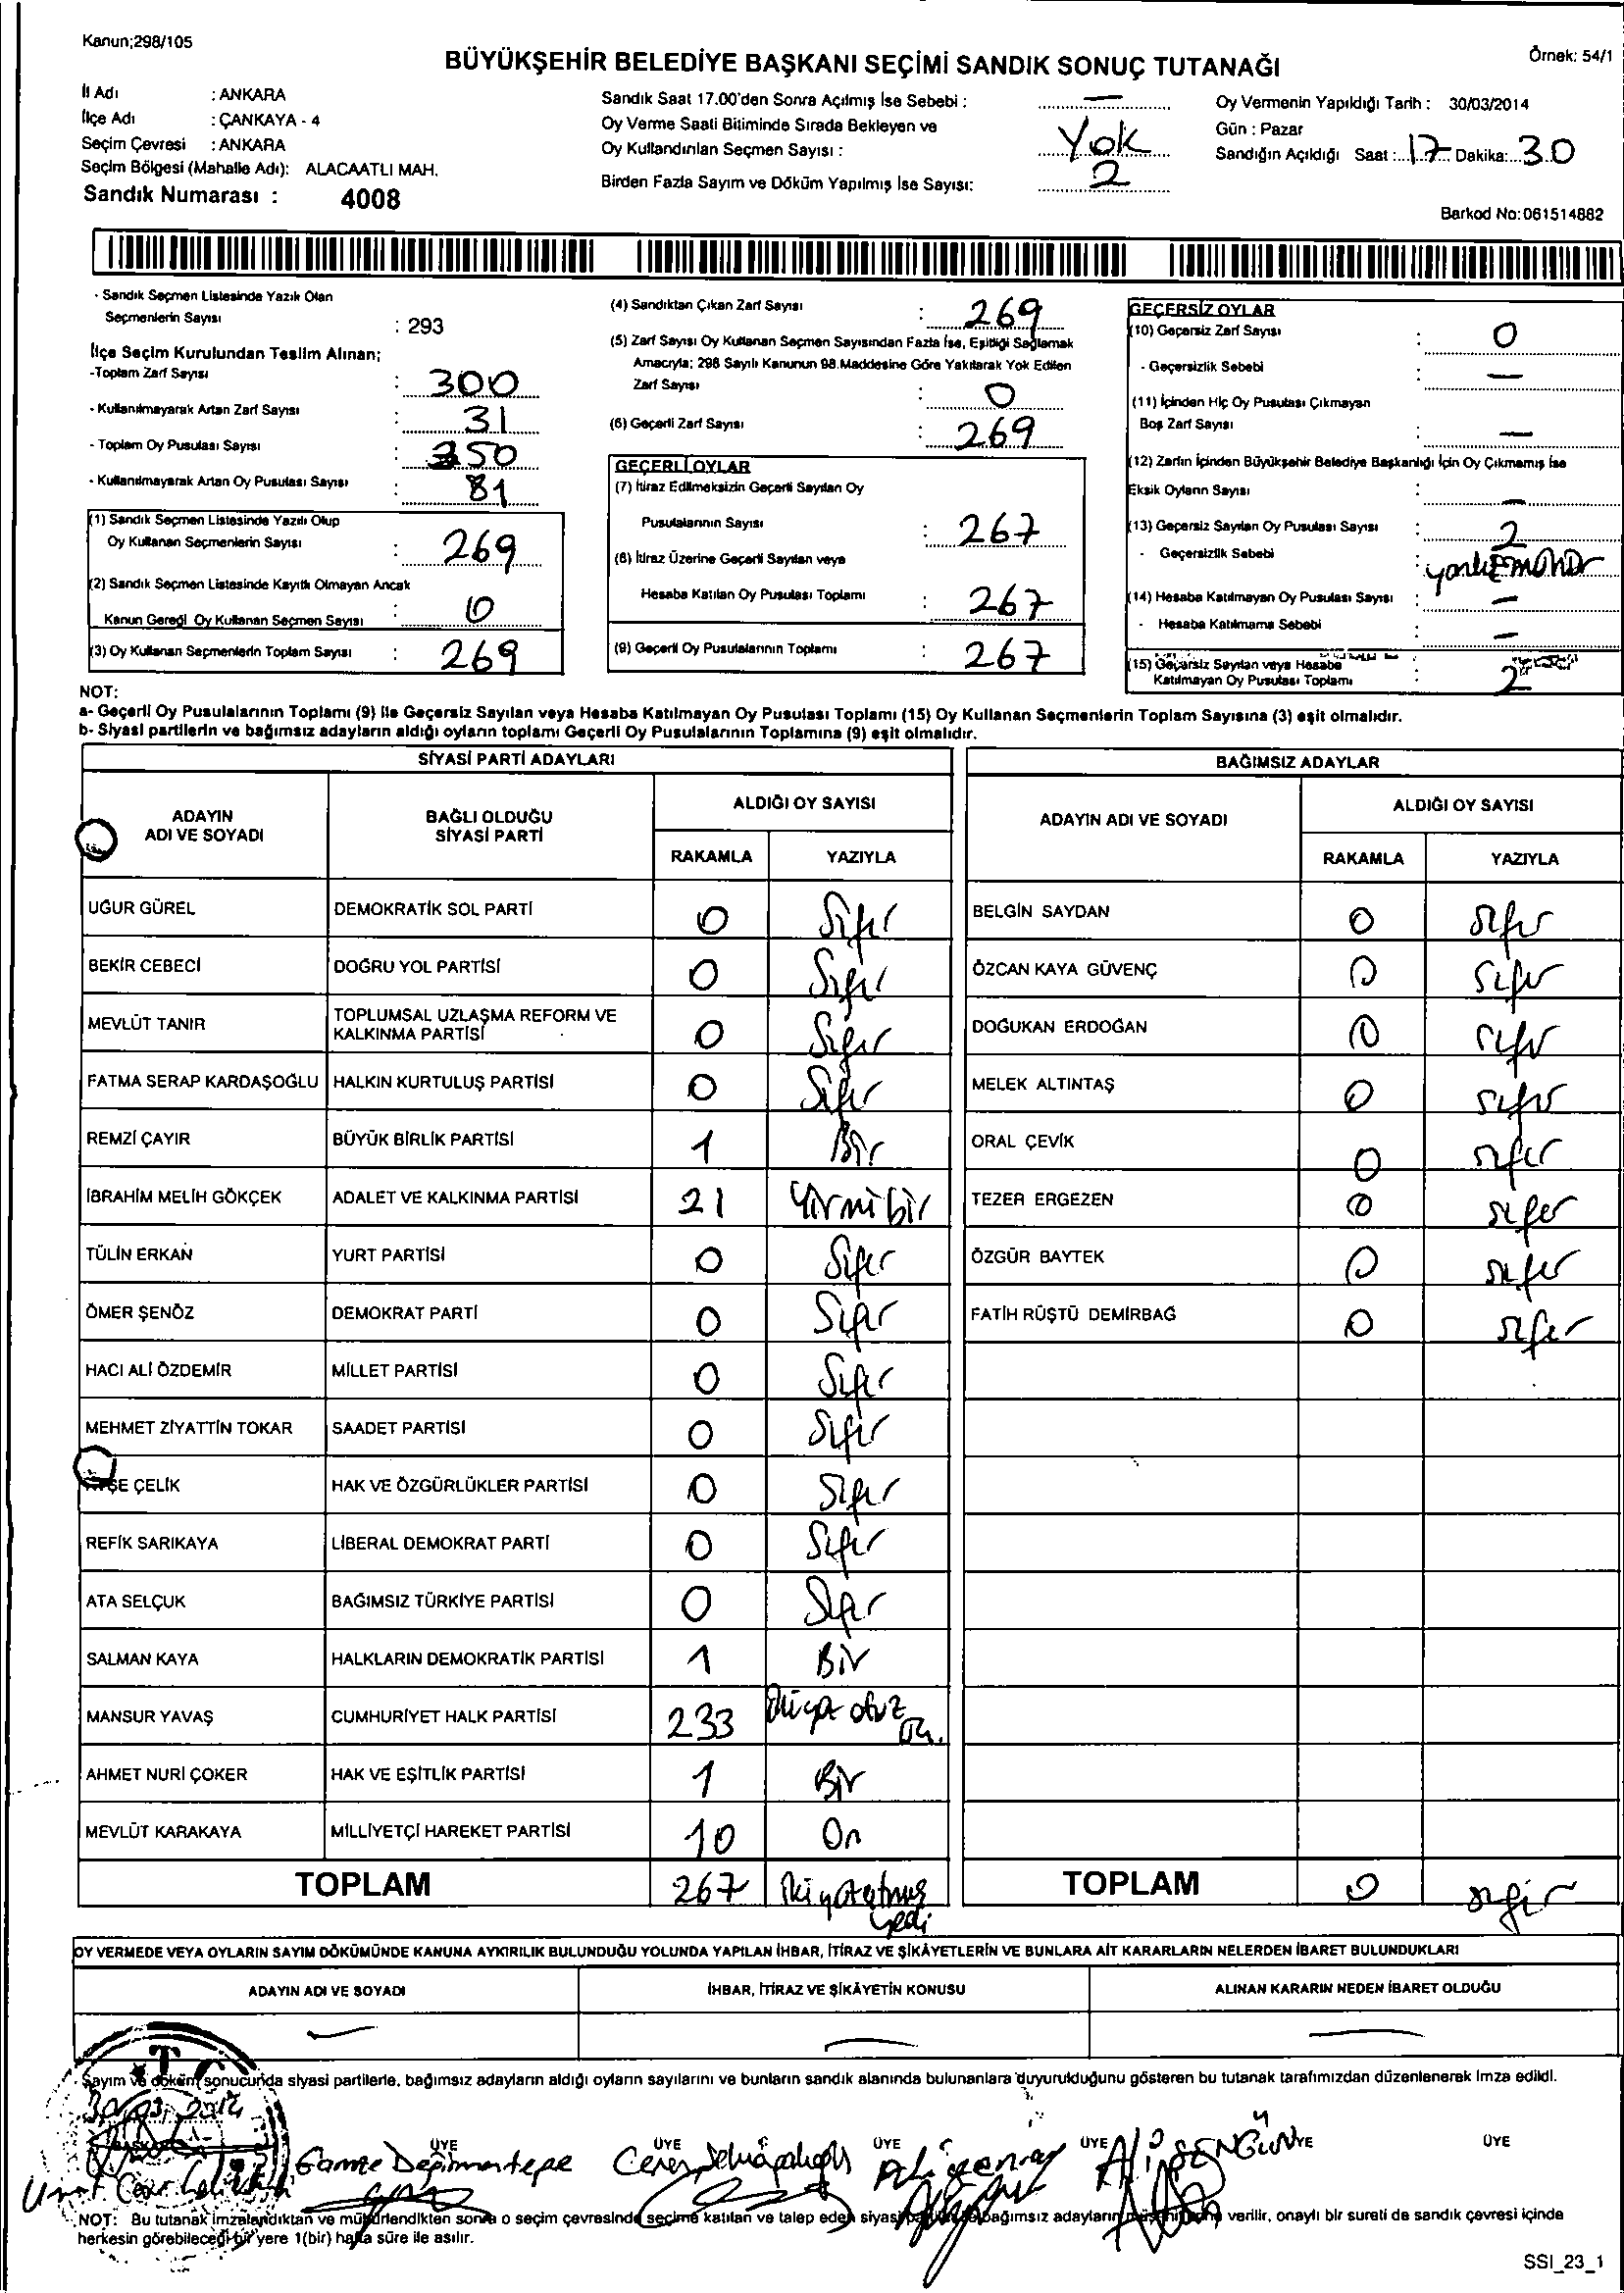 Kanun;298/105
Örnek: 54/1
BÜYÜKŞEHİR BELEDİYE BAŞKANI SEÇİMİ SANDIK SONUÇ TUTANAĞI
İl Adı : ANKARA
İlçe Adı : ÇANKAYA - 4
Seçim Çevresi : ANKARA
Seçim Bölgesi (Mahalle Adı): ALACAATLI MAH.
Sandık Numarası : 4008
Sandık Saat 17.00'den Sonra Açılmış İse Sebebi : —
Oy Verme Saati Bitiminde Sırada Bekleyen ve
Oy Kullandırılan Seçmen Sayısı : Yok
Birden Fazla Sayım ve Döküm Yapılmış İse Sayısı: 2
Oy Vermenin Yapıldığı Tarih : 30/03/2014
Gün : Pazar
Sandığın Açıldığı Saat : 17 Dakika: 30
Barkod No:061514882
- Sandık Seçmen Listesinde Yazılı Olan
Seçmenlerin Sayısı : 293
İlçe Seçim Kurulundan Teslim Alınan;
-Toplam Zarf Sayısı : 300
- Kullanılmayarak Artan Zarf Sayısı : 31
- Toplam Oy Pusulası Sayısı : 350
- Kullanılmayarak Artan Oy Pusulası Sayısı : 81
(1) Sandık Seçmen Listesinde Yazılı Olup
Oy Kullanan Seçmenlerin Sayısı : 269
(2) Sandık Seçmen Listesinde Kayıtlı Olmayan Ancak
Kanun Gereği Oy Kullanan Seçmen Sayısı :
(3) Oy Kullanan Seçmenlerin Toplam Sayısı : 269
(4) Sandıktan Çıkan Zarf Sayısı : 269
(5) Zarf Sayısı Oy Kullanan Seçmen Sayısından Fazla İse, Eşitliği Sağlamak
Amacıyla; 298 Sayılı Kanunun 98.Maddesine Göre Yakılarak Yok Edilen
Zarf Sayısı : 0
(6) Geçerli Zarf Sayısı : 269
GEÇERLİ OYLAR
(7) İtiraz Edilmeksizin Geçerli Sayılan Oy
Pusulalarının Sayısı : 267
(8) İtiraz Üzerine Geçerli Sayılan veya
Hesaba Katılan Oy Pusulası Toplamı : 267
(9) Geçerli Oy Pusulalarının Toplamı : 267
GEÇERSİZ OYLAR
(10) Geçersiz Zarf Sayısı : 0
- Geçersizlik Sebebi : —
(11) İçinden Hiç Oy Pusulası Çıkmayan
Boş Zarf Sayısı : —
(12) Zarfın İçinden Büyükşehir Belediye Başkanlığı İçin Oy Çıkmamış İse
Eksik Oyların Sayısı : —
(13) Geçersiz Sayılan Oy Pusulası Sayısı : 2
- Geçersizlik Sebebi :
(14) Hesaba Katılmayan Oy Pusulası Sayısı : —
- Hesaba Katılmama Sebebi : —
(15) Geçersiz Sayılan veya Hesaba
Katılmayan Oy Pusulası Toplamı : 2
NOT:
a- Geçerli Oy Pusulalarının Toplamı (9) ile Geçersiz Sayılan veya Hesaba Katılmayan Oy Pusulası Toplamı (15) Oy Kullanan Seçmenlerin Toplam Sayısına (3) eşit olmalıdır.
b- Siyasi partilerin ve bağımsız adayların aldığı oyların toplamı Geçerli Oy Pusulalarının Toplamına (9) eşit olmalıdır.
SİYASİ PARTİ ADAYLARI
ADAYIN ADI VE SOYADI BAĞLI OLDUĞU SİYASİ PARTİ ALDIĞI OY SAYISI
RAKAMLA YAZIYLA
UĞUR GÜREL DEMOKRATİK SOL PARTİ 0 Sıfır
BEKİR CEBECİ DOĞRU YOL PARTİSİ 0 Sıfır
MEVLÜT TANIR TOPLUMSAL UZLAŞMA REFORM VE KALKINMA PARTİSİ 0 Sıfır
FATMA SERAP KARDAŞOĞLU HALKIN KURTULUŞ PARTİSİ 0 Sıfır
REMZİ ÇAYIR BÜYÜK BİRLİK PARTİSİ 1 Bir
İBRAHİM MELİH GÖKÇEK ADALET VE KALKINMA PARTİSİ 21 Yirmi bir
TÜLİN ERKAN YURT PARTİSİ 0 Sıfır
ÖMER ŞENÖZ DEMOKRAT PARTİ 0 Sıfır
HACI ALİ ÖZDEMİR MİLLET PARTİSİ 0 Sıfır
MEHMET ZİYATTİN TOKAR SAADET PARTİSİ 0 Sıfır
ÇELİK HAK VE ÖZGÜRLÜKLER PARTİSİ 0 Sıfır
REFİK SARIKAYA LİBERAL DEMOKRAT PARTİ 0 Sıfır
ATA SELÇUK BAĞIMSIZ TÜRKİYE PARTİSİ 0 Sıfır
SALMAN KAYA HALKLARIN DEMOKRATİK PARTİSİ 1 Bir
MANSUR YAVAŞ CUMHURİYET HALK PARTİSİ 233 otuz
AHMET NURİ ÇOKER HAK VE EŞİTLİK PARTİSİ 1 Bir
MEVLÜT KARAKAYA MİLLİYETÇİ HAREKET PARTİSİ 10 On
TOPLAM 267 ikiyüzatmış yedi
BAĞIMSIZ ADAYLAR
ADAYIN ADI VE SOYADI ALDIĞI OY SAYISI
RAKAMLA YAZIYLA
BELGİN SAYDAN 0 sıfır
ÖZCAN KAYA GÜVENÇ 0 sıfır
DOĞUKAN ERDOĞAN 0 sıfır
MELEK ALTINTAŞ 0 sıfır
ORAL ÇEVİK 0 sıfır
TEZER ERGEZEN 0 sıfır
ÖZGÜR BAYTEK 0 sıfır
FATİH RÜŞTÜ DEMİRBAĞ 0 sıfır
TOPLAM 0 sıfır
OY VERMEDE VEYA OYLARIN SAYIM DÖKÜMÜNDE KANUNA AYKIRILIK BULUNDUĞU YOLUNDA YAPILAN İHBAR, İTİRAZ VE ŞİKÂYETLERİN VE BUNLARA AİT KARARLARIN NELERDEN İBARET BULUNDUKLARI
ADAYIN ADI VE SOYADI İHBAR, İTİRAZ VE ŞİKÂYETİN KONUSU ALINAN KARARIN NEDEN İBARET OLDUĞU
— — —
Sayım ve döküm sonucunda siyasi partilerle, bağımsız adayların aldığı oyların sayılarını ve bunların sandık alanında bulunanlara duyurulduğunu gösteren bu tutanak tarafımızdan düzenlenerek imza edildi.
ÜYE ÜYE ÜYE ÜYE ÜYE ÜYE
Gamze Değirmentepe Ali ŞENGÜN
NOT: Bu tutanak imzalandıktan ve mühürlendikten sonra o seçim çevresinde seçime katılan ve talep eden siyasi bağımsız adayların verilir, onaylı bir sureti de sandık çevresi içinde
herkesin görebileceği bir yere 1(bir) hafta süre ile asılır.
SSI_23_1